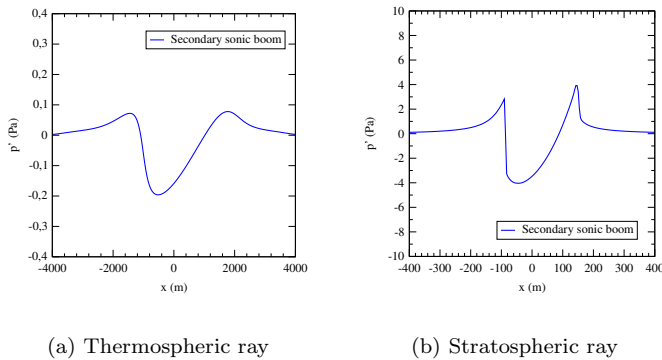 0,4
0,3
0,2
0,1
0
-0,1
-0,2
-0,3
-0,4
p' (Pa)
Secondary sonic boom
-4000 -2000 0 2000 4000
x (m)
(a) Thermospheric ray
10
8
6
4
2
0
-2
-4
-6
-8
-10
p' (Pa)
Secondary sonic boom
-400 -300 -200 -100 0 100 200 300 400
x (m)
(b) Stratospheric ray